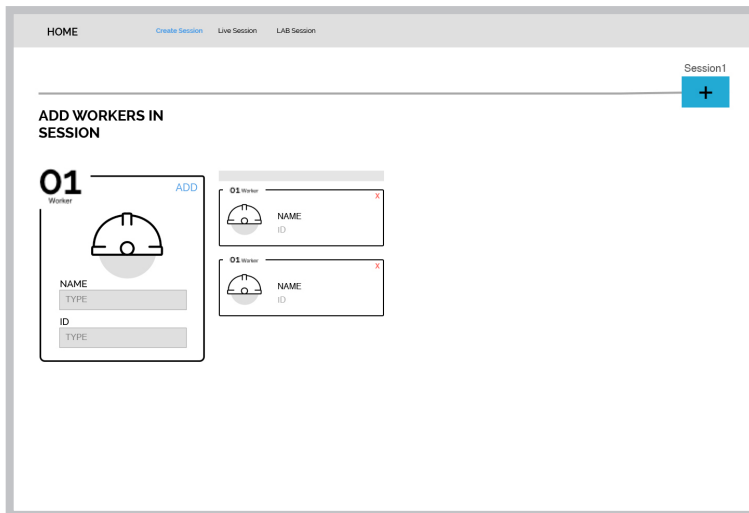 HOME
Create Session
Live Session
LAB Session
Session1
+
ADD WORKERS IN
SESSION
01
Worker
ADD
NAME
TYPE
ID
TYPE
01 Worker
X
NAME
ID
01 Worker
X
NAME
ID